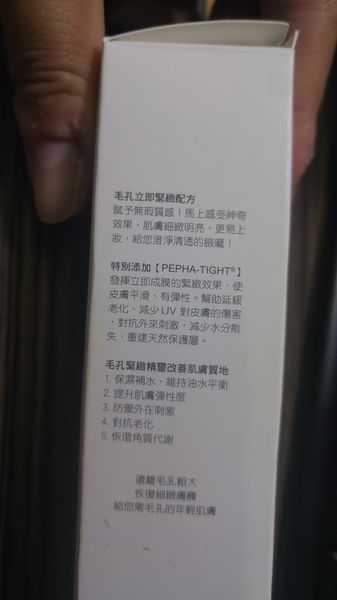 毛孔立即緊緻配方
賦予無瑕質感!馬上感受神奇
效果,肌膚細緻明亮,更易上
妝,給您澄淨清透的臉龐!
特別添加【PEPHA-TIGHT®】
發揮立即成膜的緊緻效果,使
皮膚平滑、有彈性。幫助延緩
老化、減少UV 對皮膚的傷害
、對抗外來刺激,減少水分散
失、重建天然保護層。
毛孔緊緻精靈改善肌膚質地
1. 保濕補水、維持油水平衡
2. 提升肌膚彈性度
3. 防禦外在刺激
4. 對抗老化
5. 恢復角質代謝
遠離毛孔粗大
恢復細緻膚觸
給您零毛孔的年輕肌膚